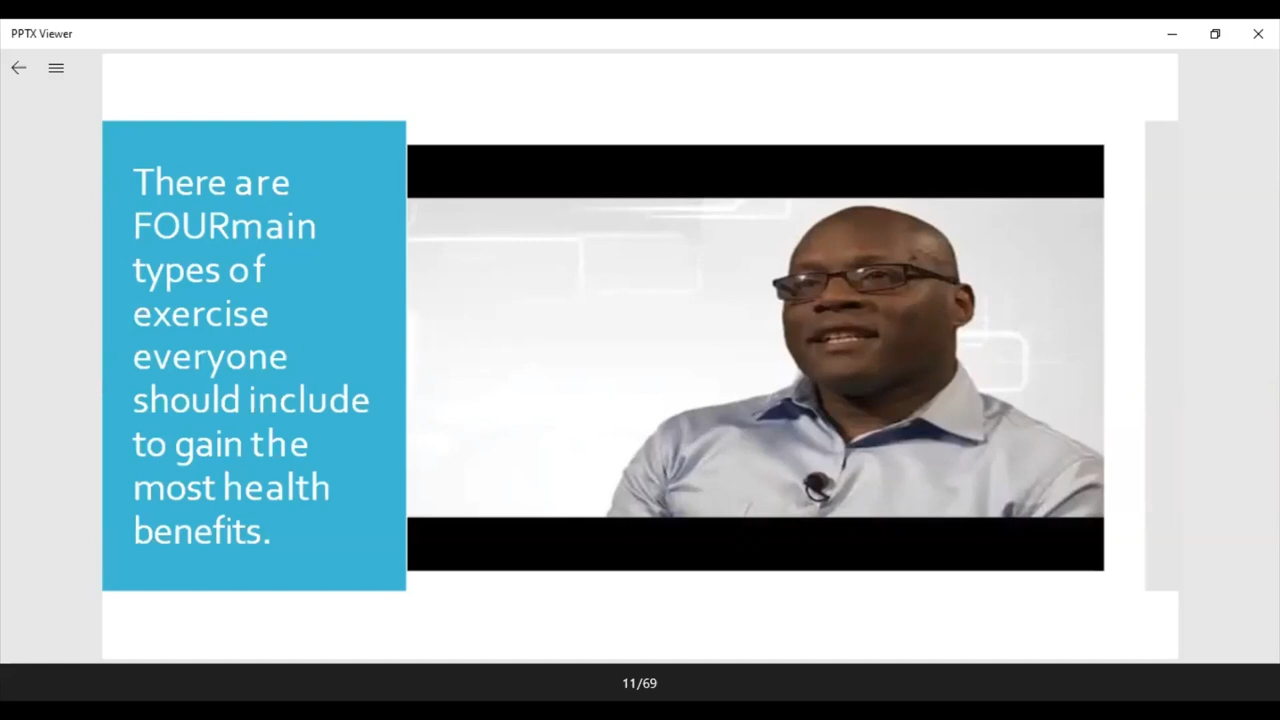 PPTX Viewer
There are
FOURmain
types of
exercise
everyone
should include
to gain the
most health
benefits.
11/69